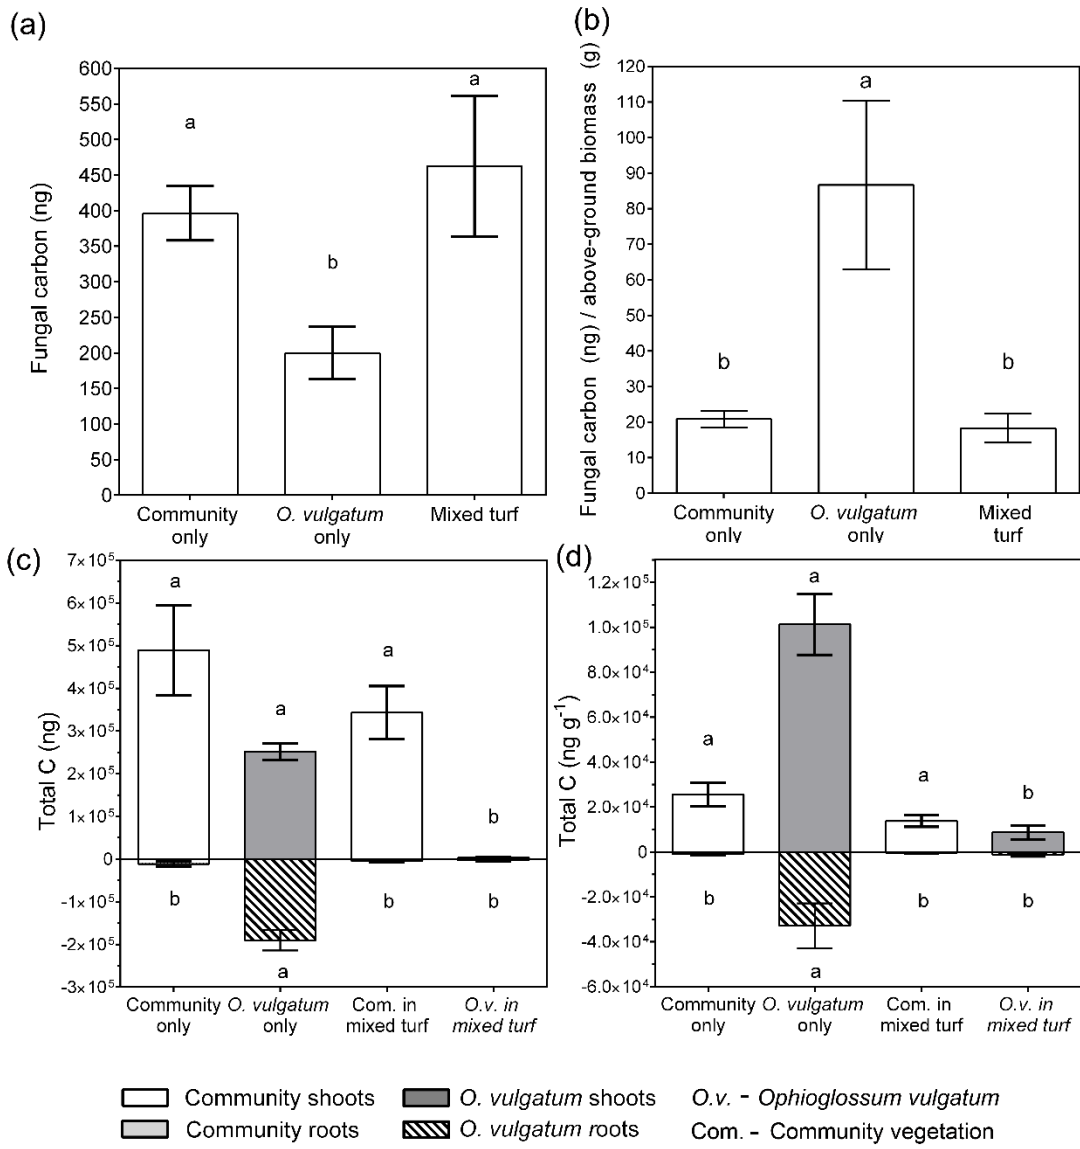 (a)
Fungal carbon (ng)
600
550
500
450
400
350
300
250
200
150
100
50
0
a
b
a
Community
only
O. vulgatum
only
Mixed turf
(b)
Fungal carbon (ng) / above-ground biomass (g)
120
110
100
90
80
70
60
50
40
30
20
10
0
b
a
b
Community
only
O. vulgatum
only
Mixed
turf
(c)
Total C (ng)
7×10⁵
6×10⁵
5×10⁵
4×10⁵
3×10⁵
2×10⁵
1×10⁵
0
-1×10⁵
-2×10⁵
-3×10⁵
a
a
a
b
b
a
b
b
Community
only
O. vulgatum
only
Com. in
mixed turf
O.v. in
mixed turf
(d)
Total C (ng g⁻¹)
1.2×10⁵
1.0×10⁵
8.0×10⁴
6.0×10⁴
4.0×10⁴
2.0×10⁴
0
-2.0×10⁴
-4.0×10⁴
-6.0×10⁴
a
a
a
b
b
a
b
b
Community
only
O. vulgatum
only
Com. in
mixed turf
O.v. in
mixed turf
Community shoots
O. vulgatum shoots
O.v. - Ophioglossum vulgatum
Community roots
O. vulgatum roots
Com. - Community vegetation